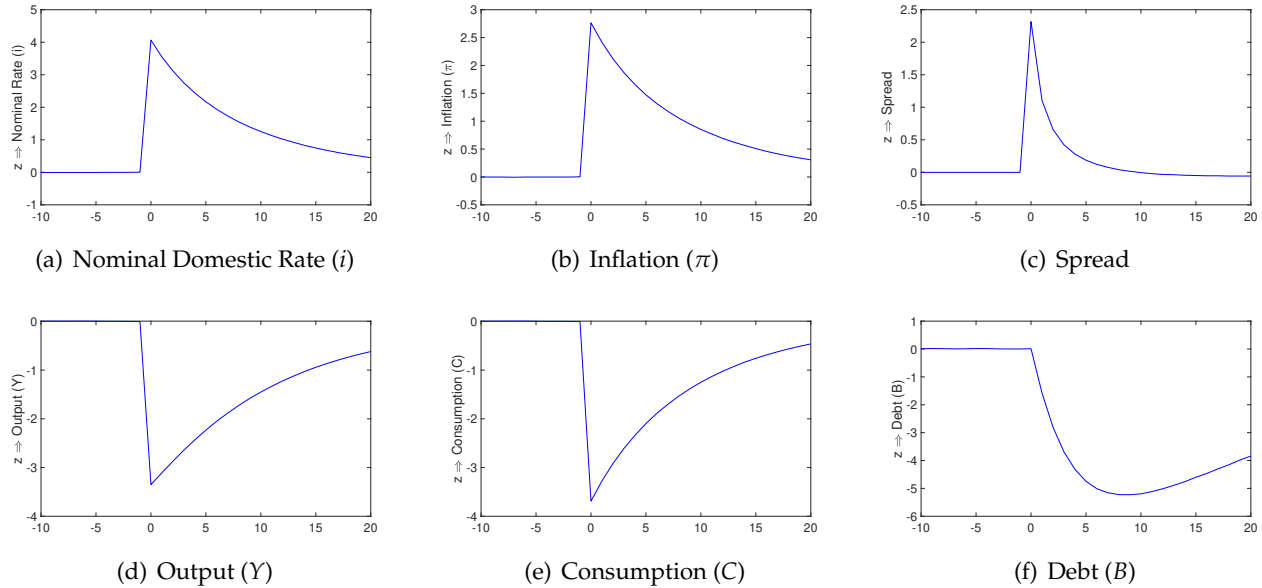 z ⇒ Nominal Rate (i)
5
4
3
2
1
0
-1
-10 -5 0 5 10 15 20
(a) Nominal Domestic Rate (i)
z ⇒ Inflation (π)
3
2.5
2
1.5
1
0.5
0
-0.5
-10 -5 0 5 10 15 20
(b) Inflation (π)
z ⇒ Spread
2.5
2
1.5
1
0.5
0
-0.5
-10 -5 0 5 10 15 20
(c) Spread
z ⇒ Output (Y)
0
-1
-2
-3
-4
-10 -5 0 5 10 15 20
(d) Output (Y)
z ⇒ Consumption (C)
0
-1
-2
-3
-4
-10 -5 0 5 10 15 20
(e) Consumption (C)
z ⇒ Debt (B)
1
0
-1
-2
-3
-4
-5
-6
-10 -5 0 5 10 15 20
(f) Debt (B)